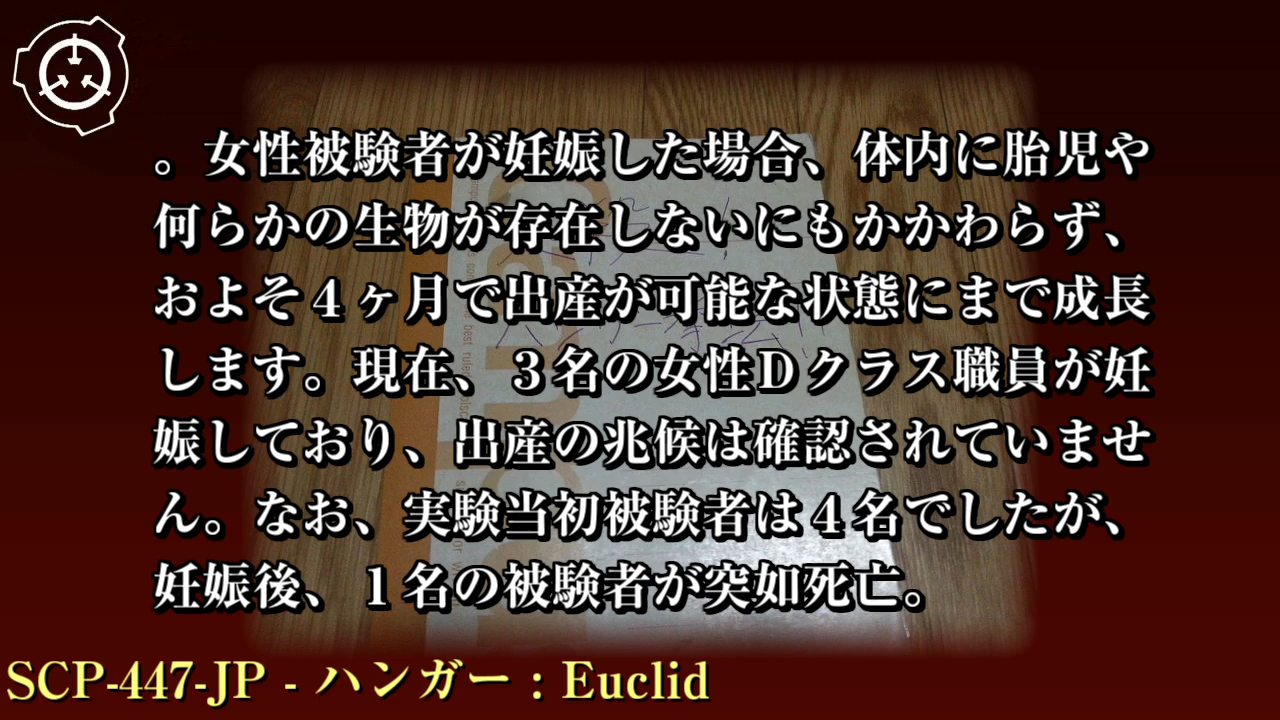 。女性被験者が妊娠した場合、体内に胎児や
何らかの生物が存在しないにもかかわらず、
およそ４ヶ月で出産が可能な状態にまで成長
します。現在、３名の女性Ｄクラス職員が妊
娠しており、出産の兆候は確認されていませ
ん。なお、実験当初被験者は４名でしたが、
妊娠後、１名の被験者が突如死亡。
SCP-447-JP - ハンガー：Euclid